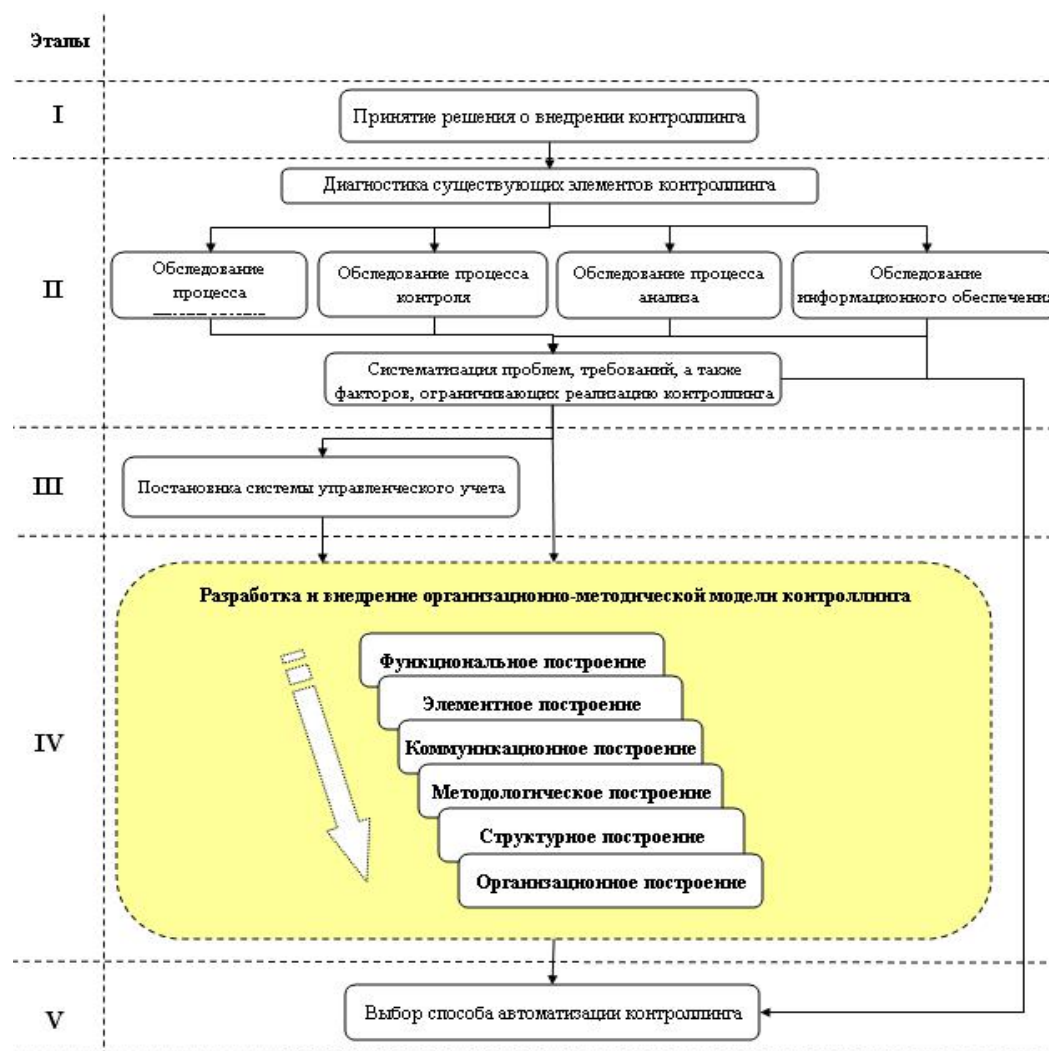 Этапы
I
Принятие решения о внедрении контроллинга
Диагностика существующих элементов контроллинга
II
Обследование
процесса
Обследование процесса
контроля
Обследование процесса
анализа
Обследование
информационного обеспечения
Систематизация проблем, требований, а также
факторов, ограничивающих реализацию контроллинга
III
Постановка системы управленческого учета
IV
Разработка и внедрение организационно-методической модели контроллинга
Функциональное построение
Элементное построение
Коммуникационное построение
Методологическое построение
Структурное построение
Организационное построение
V
Выбор способа автоматизации контроллинга